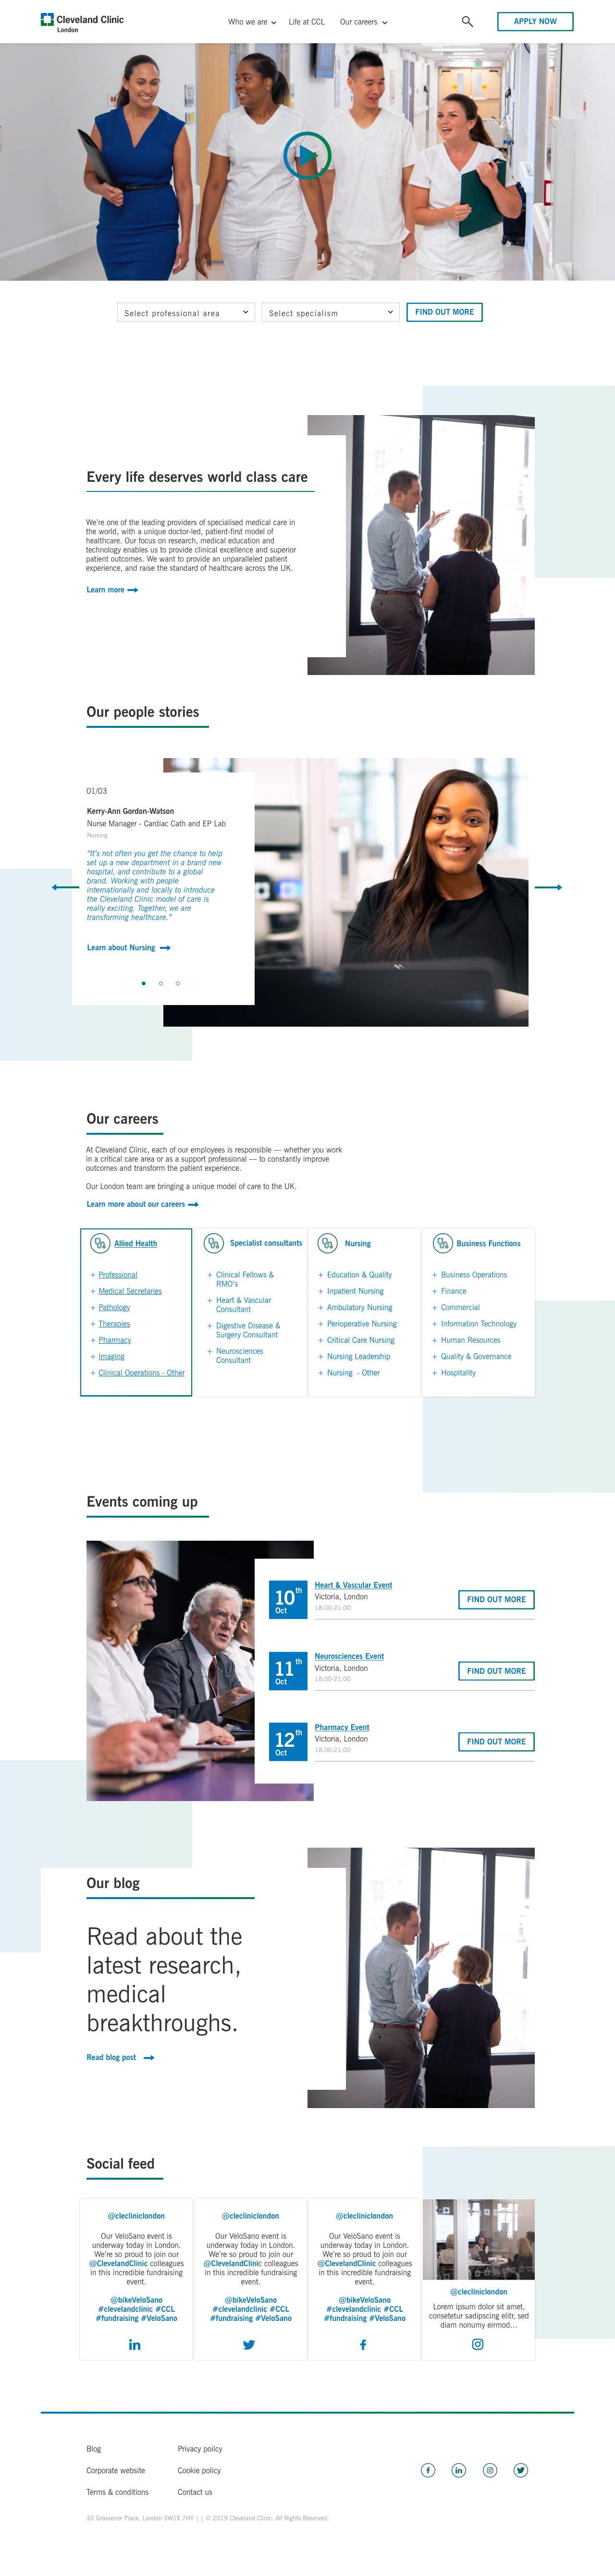 Cleveland Clinic
London
Who we are
Life at CCL
Our careers
APPLY NOW
Select professional area
Select specialism
FIND OUT MORE
Every life deserves world class care
We're one of the leading providers of specialised medical care in
the world, with a unique doctor-led, patient-first model of
healthcare. Our focus on research, medical education and
technology enables us to provide clinical excellence and superior
patient outcomes. We want to provide an unparalleled patient
experience, and raise the standard of healthcare across the UK.
Learn more
Our people stories
01/03
Kerry-Ann Gordon-Watson
Nurse Manager - Cardiac Cath and EP Lab
Nursing
"It's not often you get the chance to help
set up a new department in a brand new
hospital, and contribute to a global
brand. Working with people
internationally and locally to introduce
the Cleveland Clinic model of care is
really exciting. Together, we are
transforming healthcare."
Learn about Nursing
Our careers
At Cleveland Clinic, each of our employees is responsible — whether you work
in a critical care area or as a support professional — to constantly improve
outcomes and transform the patient experience.
Our London team are bringing a unique model of care to the UK.
Learn more about our careers
Allied Health
+ Professional
+ Medical Secretaries
+ Pathology
+ Therapies
+ Pharmacy
+ Imaging
+ Clinical Operations - Other
Specialist consultants
+ Clinical Fellows &
RMO's
+ Heart & Vascular
Consultant
+ Digestive Disease &
Surgery Consultant
+ Neurosciences
Consultant
Nursing
+ Education & Quality
+ Inpatient Nursing
+ Ambulatory Nursing
+ Perioperative Nursing
+ Critical Care Nursing
+ Nursing Leadership
+ Nursing - Other
Business Functions
+ Business Operations
+ Finance
+ Commercial
+ Information Technology
+ Human Resources
+ Quality & Governance
+ Hospitality
Events coming up
10th
Oct
Heart & Vascular Event
Victoria, London
18:00-21:00
FIND OUT MORE
11th
Oct
Neurosciences Event
Victoria, London
18:00-21:00
FIND OUT MORE
12th
Oct
Pharmacy Event
Victoria, London
18:00-21:00
FIND OUT MORE
Our blog
Read about the
latest research,
medical
breakthroughs.
Read blog post
Social feed
@clecliniclondon
Our VeloSano event is
underway today in London.
We're so proud to join our
@ClevelandClinic colleagues
in this incredible fundraising
event.
@bikeVeloSano
#clevelandclinic #CCL
#fundraising #VeloSano
@clecliniclondon
Our VeloSano event is
underway today in London.
We're so proud to join our
@ClevelandClinic colleagues
in this incredible fundraising
event.
@bikeVeloSano
#clevelandclinic #CCL
#fundraising #VeloSano
@clecliniclondon
Our VeloSano event is
underway today in London.
We're so proud to join our
@ClevelandClinic colleagues
in this incredible fundraising
event.
@bikeVeloSano
#clevelandclinic #CCL
#fundraising #VeloSano
@clecliniclondon
Lorem ipsum dolor sit amet,
consetetur sadipscing elitr, sed
diam nonumy eirmod...
Blog
Privacy poilcy
Corporate website
Cookie policy
Terms & conditions
Contact us
33 Grosvenor Place, London SW1X 7HY | | © 2019 Cleveland Clinic. All Rights Reserved.